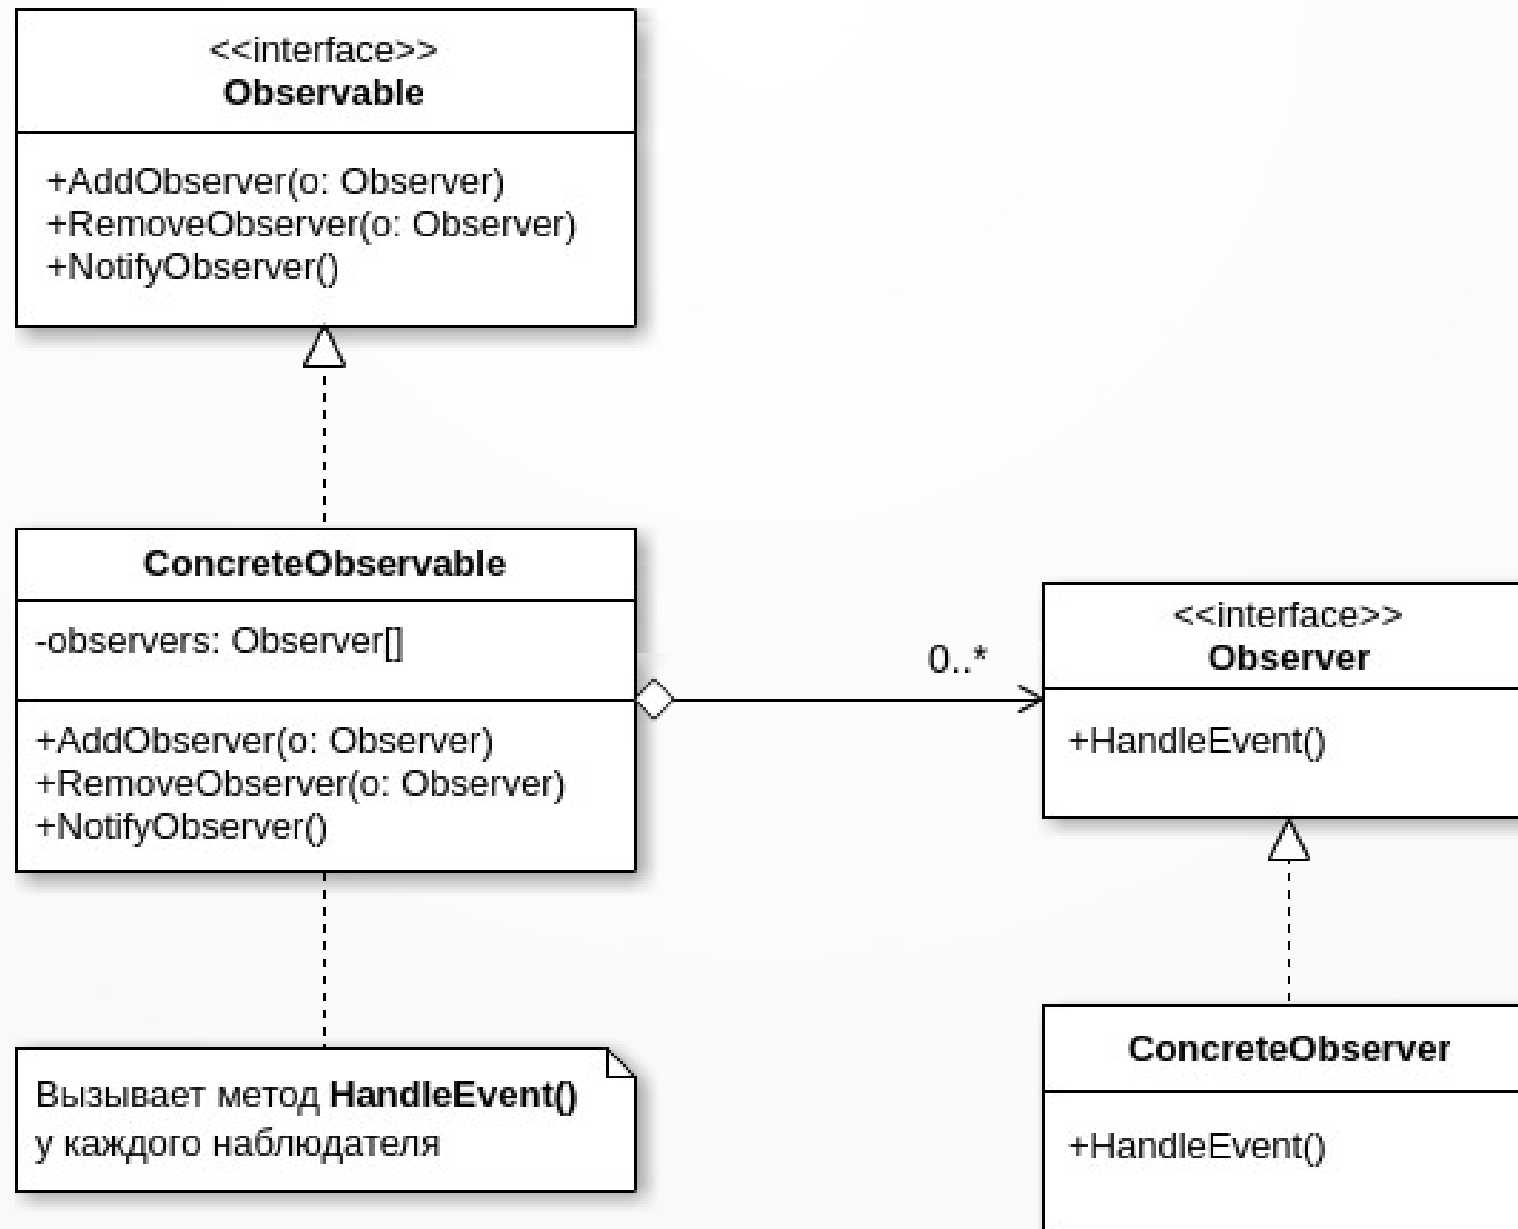 <<interface>>
Observable
+AddObserver(o: Observer)
+RemoveObserver(o: Observer)
+NotifyObserver()
ConcreteObservable
-observers: Observer[]
+AddObserver(o: Observer)
+RemoveObserver(o: Observer)
+NotifyObserver()
Вызывает метод HandleEvent()
у каждого наблюдателя
0..*
<<interface>>
Observer
+HandleEvent()
ConcreteObserver
+HandleEvent()